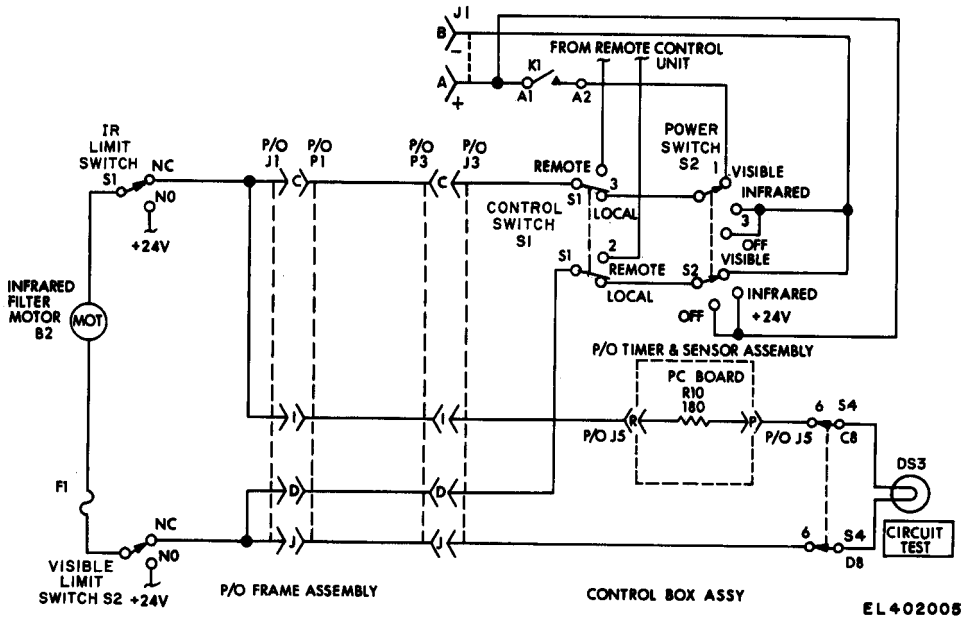 J1
B
-
A
+
K1
A1
A2
FROM REMOTE CONTROL
UNIT
IR
LIMIT
SWITCH
S1
NC
NO
+24V
P/O
J1
P/O
P1
P/O
P3
P/O
J3
C
C
REMOTE
S1
3
LOCAL
CONTROL
SWITCH
S1
POWER
SWITCH
S2
1
VISIBLE
INFRARED
3
OFF
VISIBLE
S1
2
REMOTE
LOCAL
S2
INFRARED
+24V
OFF
INFRARED
FILTER
MOTOR
B2
MOT
P/O TIMER & SENSOR ASSEMBLY
PC BOARD
R10
180
I
I
R
P
P/O J5
P/O J5
6
S4
C8
DS3
CIRCUIT
TEST
F1
D
D
J
J
6
S4
D8
NC
NO
VISIBLE
LIMIT
SWITCH S2
+24V
P/O FRAME ASSEMBLY
CONTROL BOX ASSY
EL402005